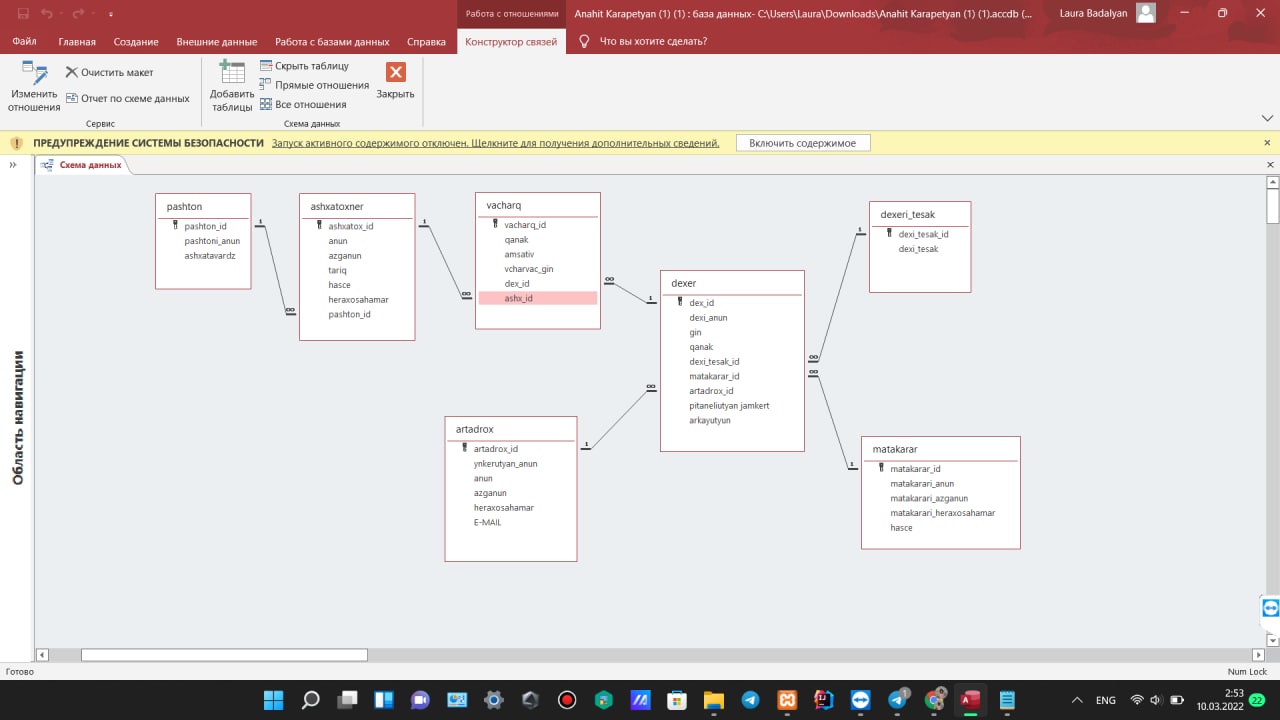 Работа с отношениями
Anahit Karapetyan (1) (1) : база данных- C:\Users\Laura\Downloads\Anahit Karapetyan (1) (1).accdb (...
Laura Badalyan
Файл
Главная
Создание
Внешние данные
Работа с базами данных
Справка
Конструктор связей
Что вы хотите сделать?
Изменить
отношения
Очистить макет
Отчет по схеме данных
Сервис
Добавить
таблицы
Скрыть таблицу
Прямые отношения
Все отношения
Схема данных
Закрыть
ПРЕДУПРЕЖДЕНИЕ СИСТЕМЫ БЕЗОПАСНОСТИ Запуск активного содержимого отключен. Щелкните для получения дополнительных сведений. Включить содержимое
Схема данных
Область навигации
pashton
pashton_id
pashtoni_anun
ashxatavardz
1
∞
ashxatoxner
ashxatox_id
anun
azganun
tariq
hasce
heraxosahamar
pashton_id
1
∞
vacharq
vacharq_id
qanak
amsativ
vcharvac_gin
dex_id
ashx_id
∞
1
dexer
dex_id
dexi_anun
gin
qanak
dexi_tesak_id
matakarar_id
artadrox_id
pitaneliutyan jamkert
arkayutyun
1
∞
dexeri_tesak
dexi_tesak_id
dexi_tesak
∞
1
artadrox
artadrox_id
ynkerutyan_anun
anun
azganun
heraxosahamar
E-MAIL
∞
1
matakarar
matakarar_id
matakarari_anun
matakarari_azganun
matakarari_heraxosahamar
hasce
Готово
Num Lock
1
ENG
2:53
10.03.2022
22